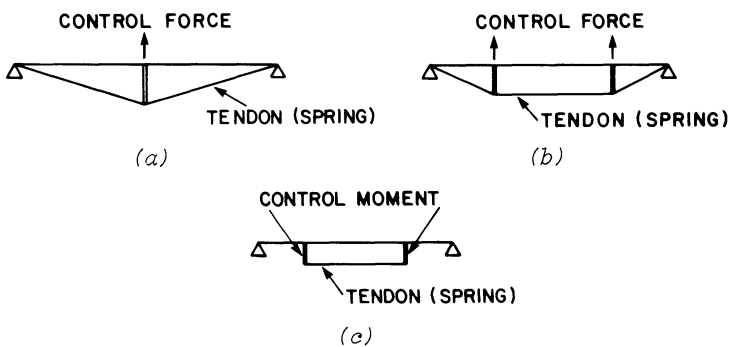 CONTROL FORCE
TENDON (SPRING)
(a)
CONTROL FORCE
TENDON (SPRING)
(b)
CONTROL MOMENT
TENDON (SPRING)
(c)